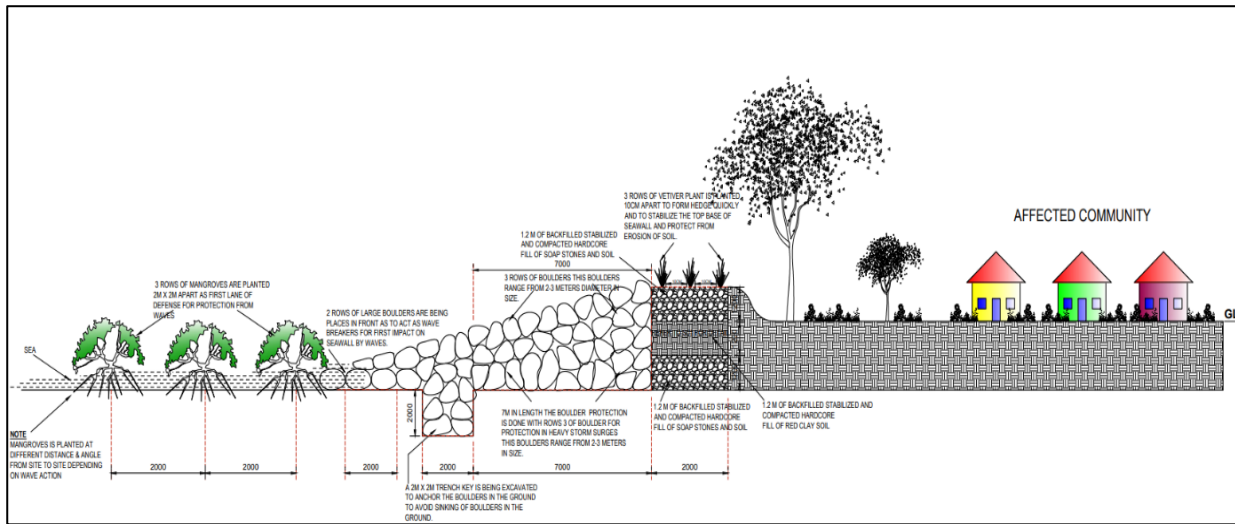 3 ROWS OF VETIVER PLANT IS PLANTED
10CM APART TO FORM HEDGE QUICKLY
AND TO STABILIZE THE TOP BASE OF
SEAWALL AND PROTECT FROM
EROSION OF SOIL.
AFFECTED COMMUNITY
1.2 M OF BACKFILLED STABILIZED
AND COMPACTED HARDCORE
FILL OF SOAP STONES AND SOIL
7000
3 ROWS OF BOULDERS THIS BOULDERS
RANGE FROM 2-3 METERS DIAMETER IN
SIZE.
3 ROWS OF MANGROVES ARE PLANTED
2M X 2M APART AS FIRST LANE OF
DEFENSE FOR PROTECTION FROM
WAVES
2 ROWS OF LARGE BOULDERS ARE BEING
PLACES IN FRONT AS TO ACT AS WAVE
BREAKERS FOR FIRST IMPACT ON
SEAWALL BY WAVES.
GL
SEA
NOTE
MANGROVES IS PLANTED AT
DIFFERENT DISTANCE & ANGLE
FROM SITE TO SITE DEPENDING
ON WAVE ACTION
2000
7M IN LENGTH THE BOULDER PROTECTION
IS DONE WITH ROWS 3 OF BOULDER FOR
PROTECTION IN HEAVY STORM SURGES
THIS BOULDERS RANGE FROM 2-3 METERS
IN SIZE.
1.2 M OF BACKFILLED STABILIZED
AND COMPACTED HARDCORE
FILL OF SOAP STONES AND SOIL
1.2 M OF BACKFILLED STABILIZED AND
COMPACTED HARDCORE
FILL OF RED CLAY SOIL
2000
2000
2000
2000
7000
2000
A 2M X 2M TRENCH KEY IS BEING EXCAVATED
TO ANCHOR THE BOULDERS IN THE GROUND
TO AVOID SINKING OF BOULDERS IN THE
GROUND.